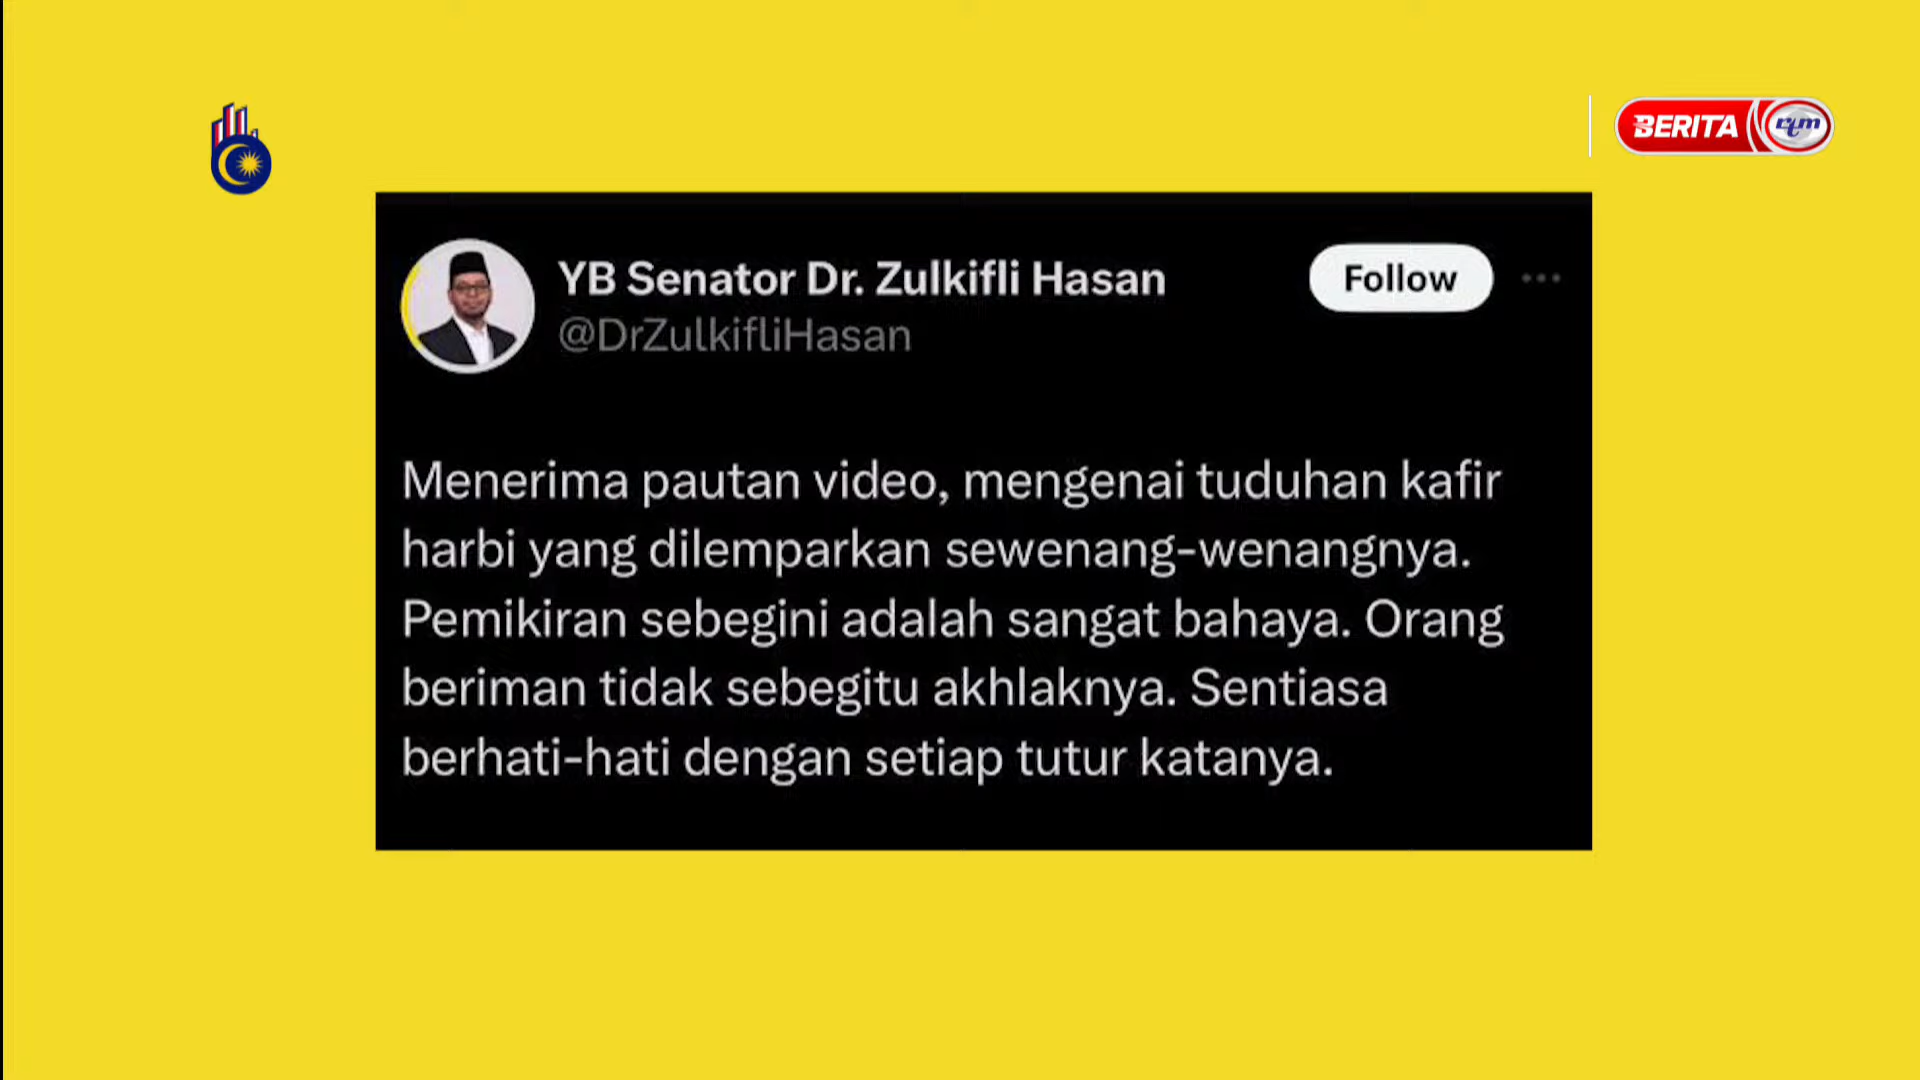 BERITA rtm
YB Senator Dr. Zulkifli Hasan
Follow
@DrZulkifliHasan
Menerima pautan video, mengenai tuduhan kafir
harbi yang dilemparkan sewenang-wenangnya.
Pemikiran sebegini adalah sangat bahaya. Orang
beriman tidak sebegitu akhlaknya. Sentiasa
berhati-hati dengan setiap tutur katanya.